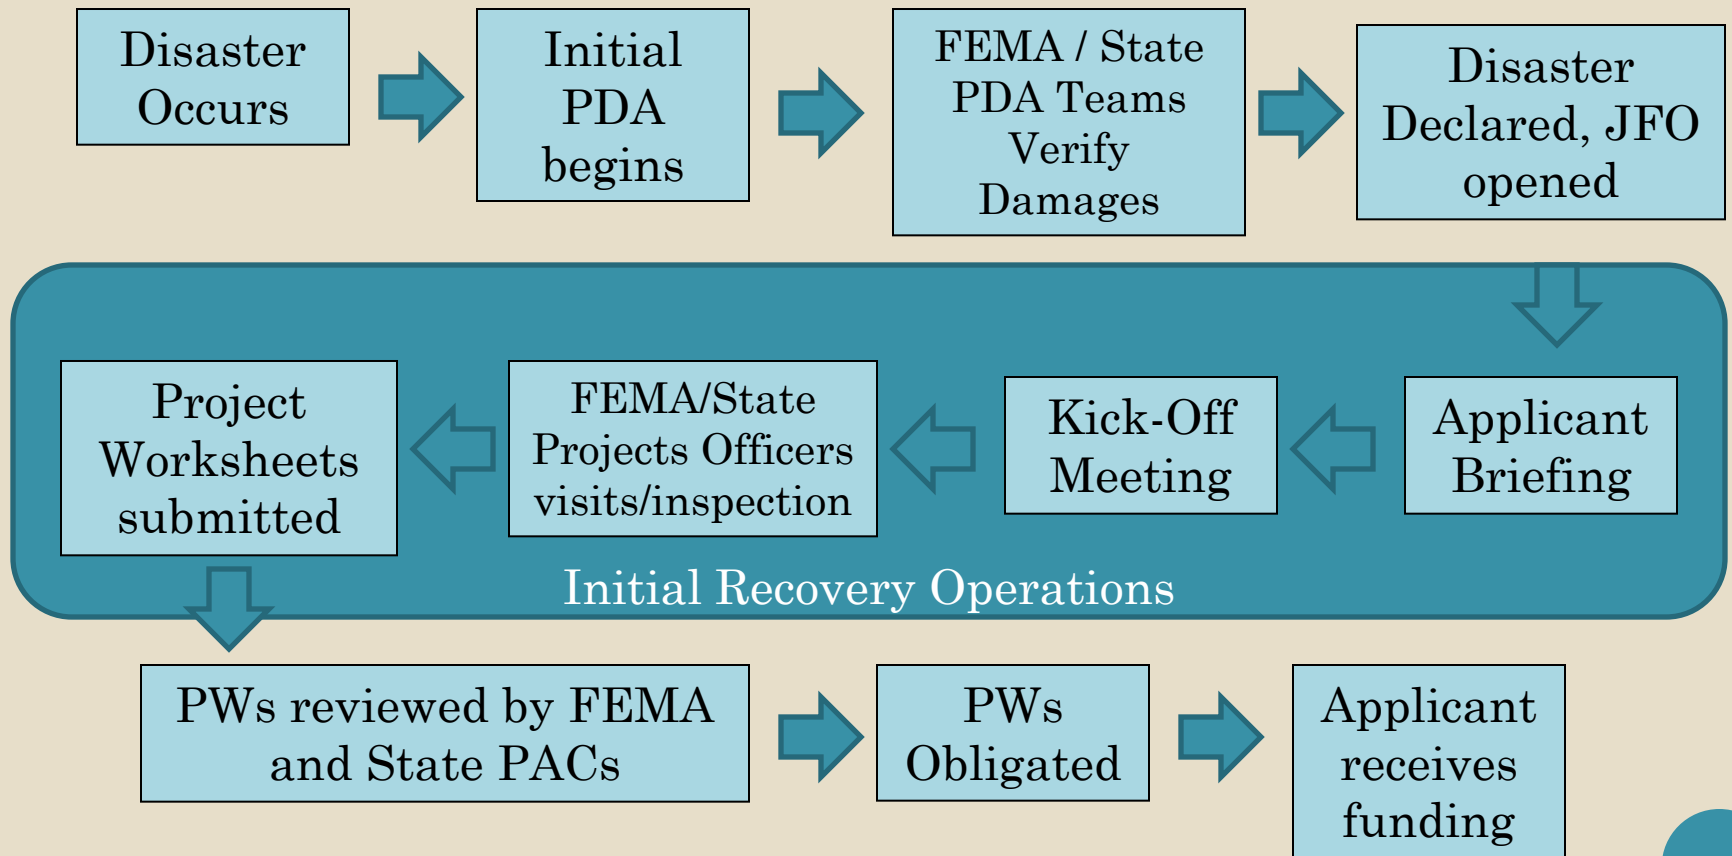 Disaster
Occurs
Initial
PDA
begins
FEMA / State
PDA Teams
Verify
Damages
Disaster
Declared, JFO
opened
Applicant
Briefing
Kick-Off
Meeting
FEMA/State
Projects Officers
visits/inspection
Project
Worksheets
submitted
Initial Recovery Operations
PWs reviewed by FEMA
and State PACs
PWs
Obligated
Applicant
receives
funding